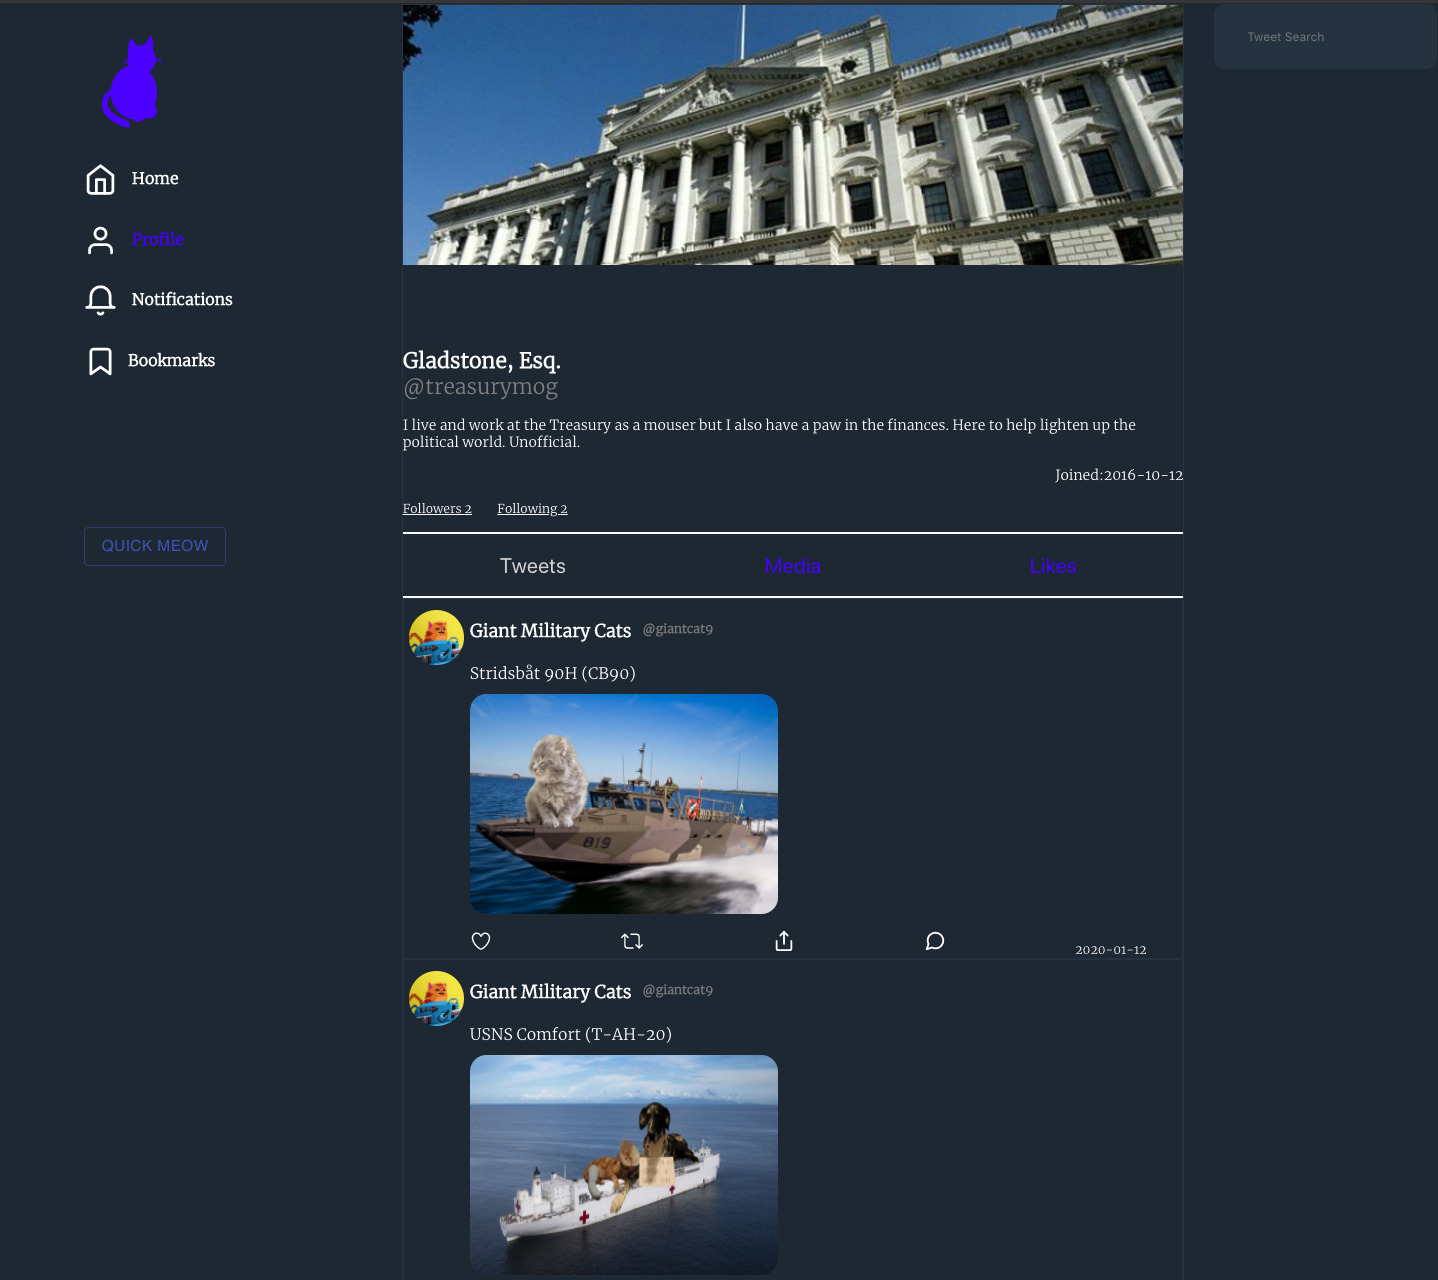 Tweet Search
Home
Profile
Notifications
Bookmarks
QUICK MEOW
Gladstone, Esq.
@treasurymog
I live and work at the Treasury as a mouser but I also have a paw in the finances. Here to help lighten up the
political world. Unofficial.
Joined:2016-10-12
Followers 2 Following 2
Tweets Media Likes
Giant Military Cats @giantcat9
Stridsbåt 90H (CB90)
819
2020-01-12
Giant Military Cats @giantcat9
USNS Comfort (T-AH-20)